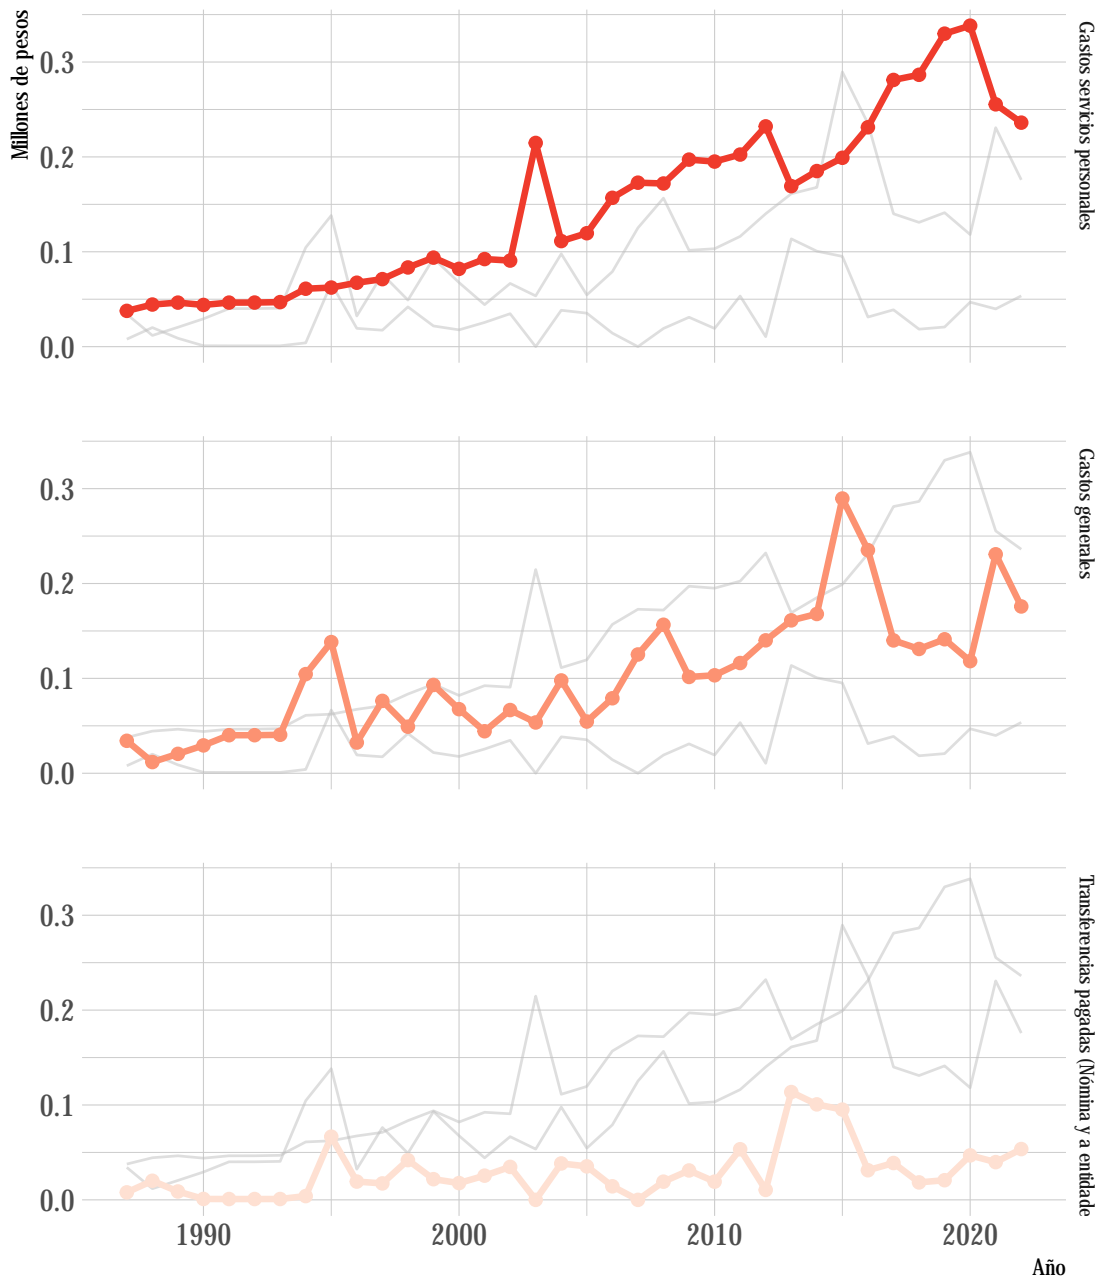 Millones de pesos
0.3
0.2
0.1
0.0
Gastos servicios personales
0.3
0.2
0.1
0.0
Gastos generales
0.3
0.2
0.1
0.0
Transferencias pagadas (Nómina y a entidade
1990 2000 2010 2020
Año